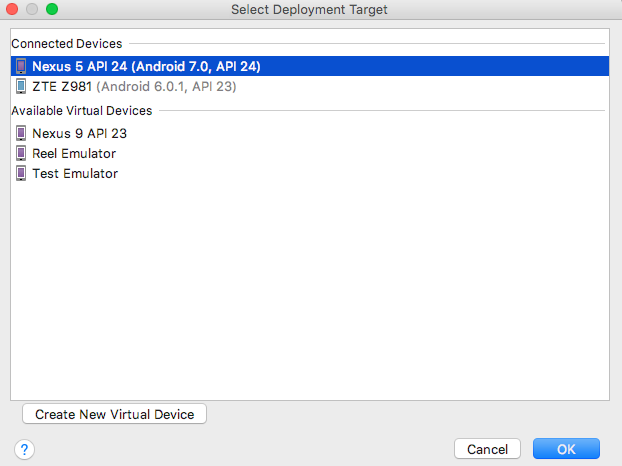 Select Deployment Target
Connected Devices
Nexus 5 API 24 (Android 7.0, API 24)
ZTE Z981 (Android 6.0.1, API 23)
Available Virtual Devices
Nexus 9 API 23
Reel Emulator
Test Emulator
Create New Virtual Device
? Cancel OK